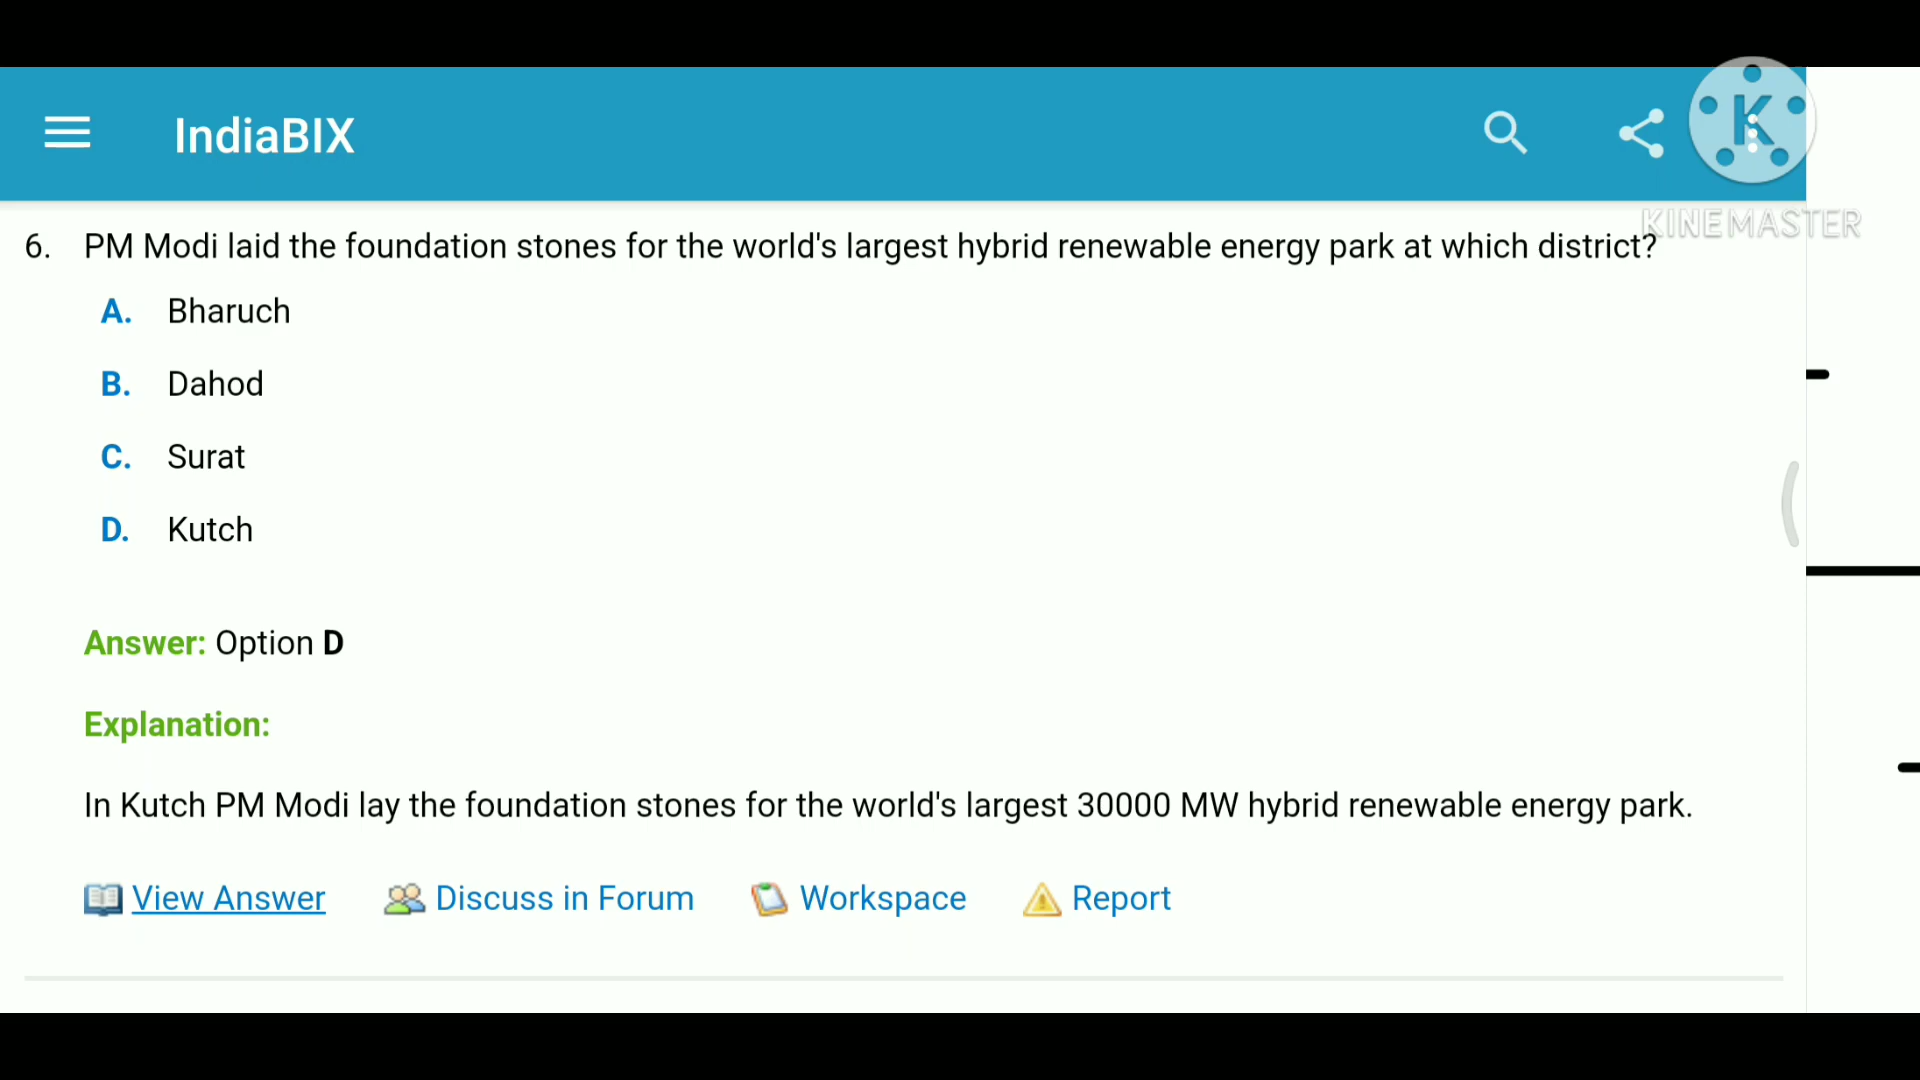 IndiaBIX
K
KINEMASTER
6. PM Modi laid the foundation stones for the world's largest hybrid renewable energy park at which district?
A. Bharuch
B. Dahod
C. Surat
D. Kutch
Answer: Option D
Explanation:
In Kutch PM Modi lay the foundation stones for the world's largest 30000 MW hybrid renewable energy park.
View Answer Discuss in Forum Workspace Report